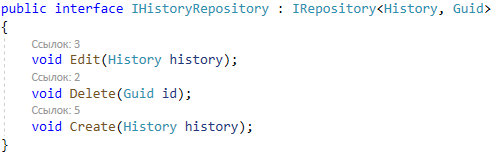 public interface IHistoryRepository : IRepository<History, Guid>
{
Ссылок: 3
void Edit(History history);
Ссылок: 2
void Delete(Guid id);
Ссылок: 5
void Create(History history);
}